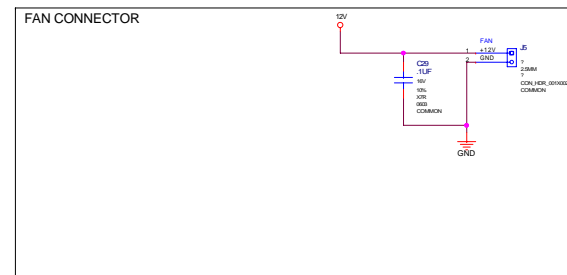 FAN CONNECTOR
12V
FAN
J5
1
+12V
2
GND
?
2.5MM
?
CON_HDR_001X002
COMMON
C29
.1UF
16V
10%
X7R
0603
COMMON
GND